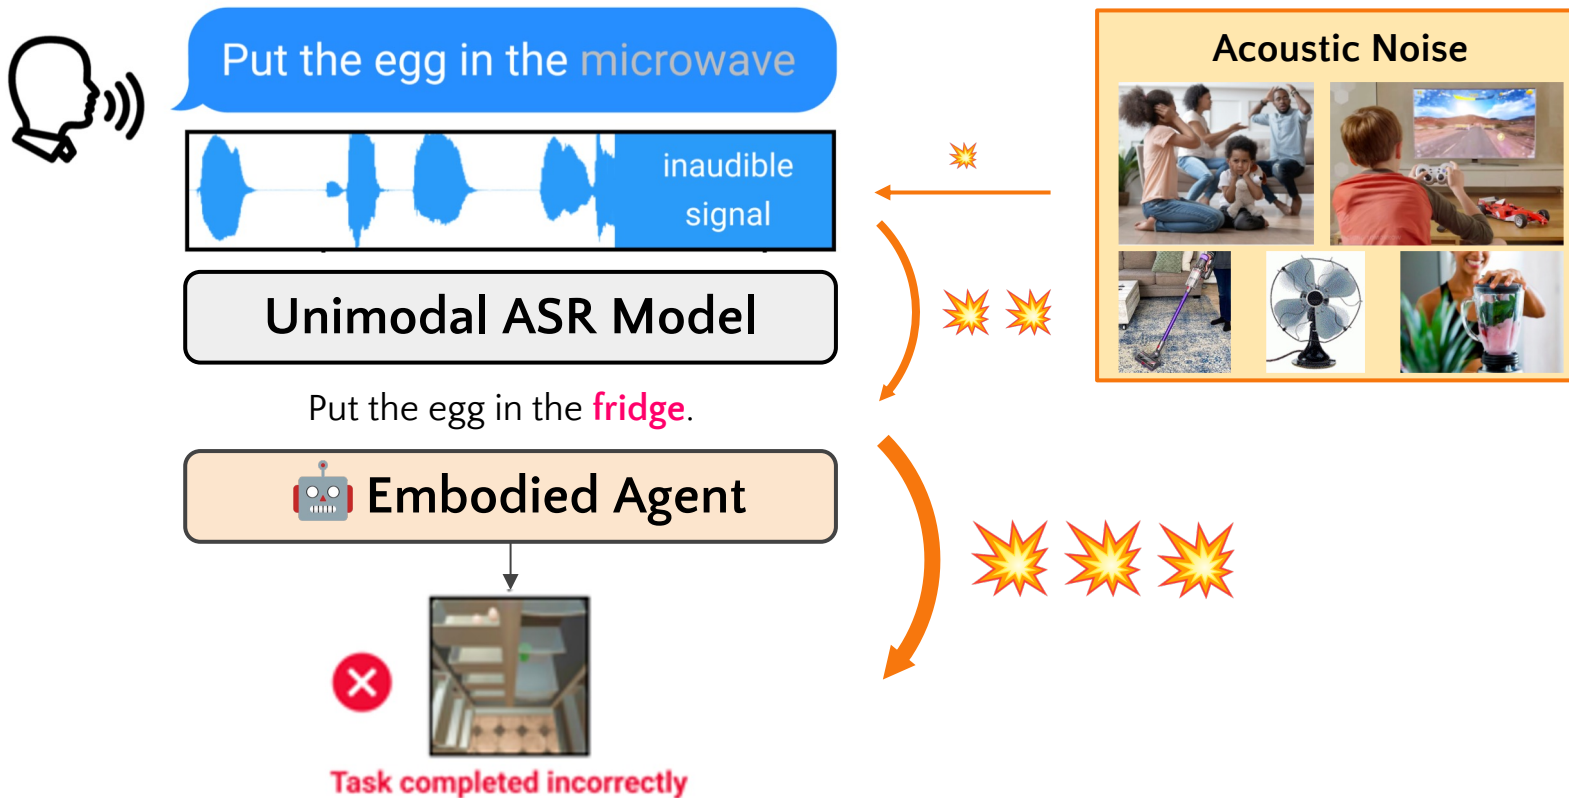 Put the egg in the microwave
Acoustic Noise
inaudible
signal
Unimodal ASR Model
Put the egg in the fridge.
Embodied Agent
Task completed incorrectly